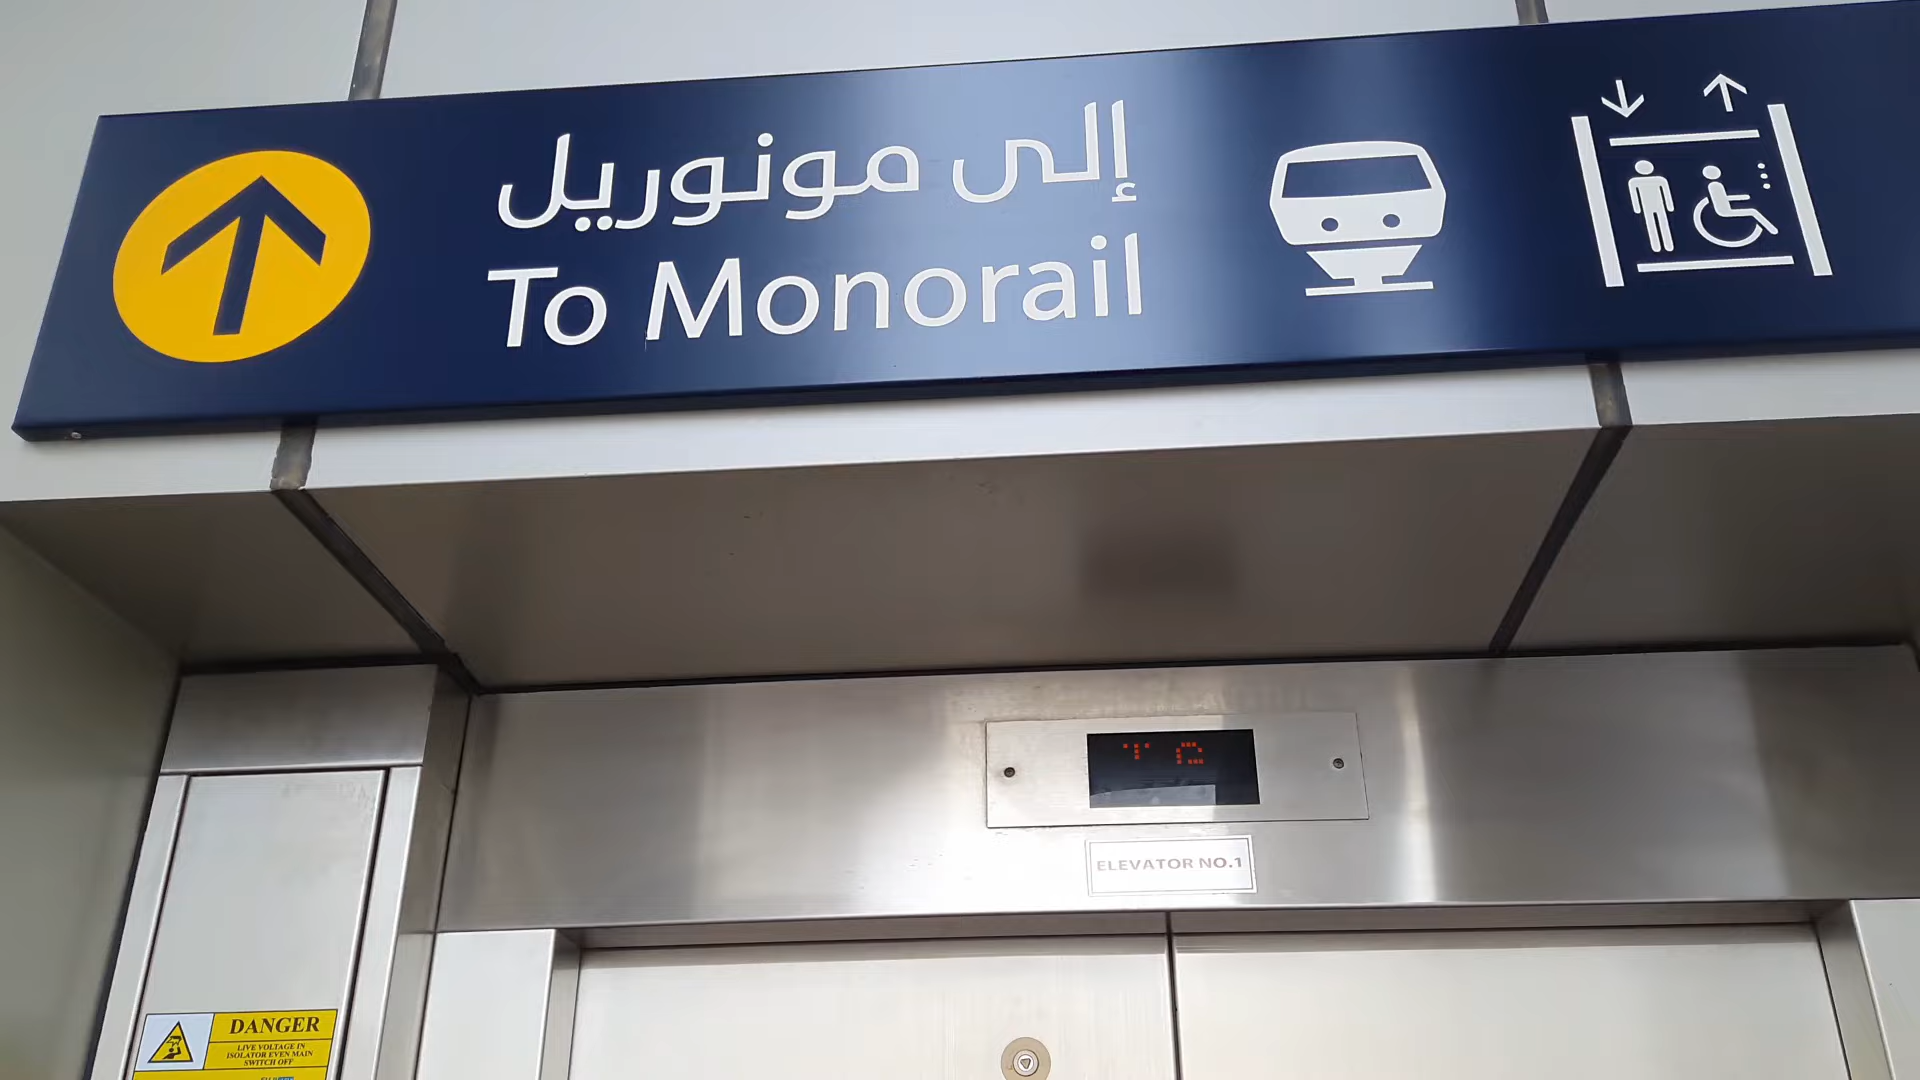 إلى مونوريل
To Monorail
ELEVATOR NO.1
DANGER
LIVE VOLTAGE IN
ISOLATOR EVEN MAIN
SWITCH OFF